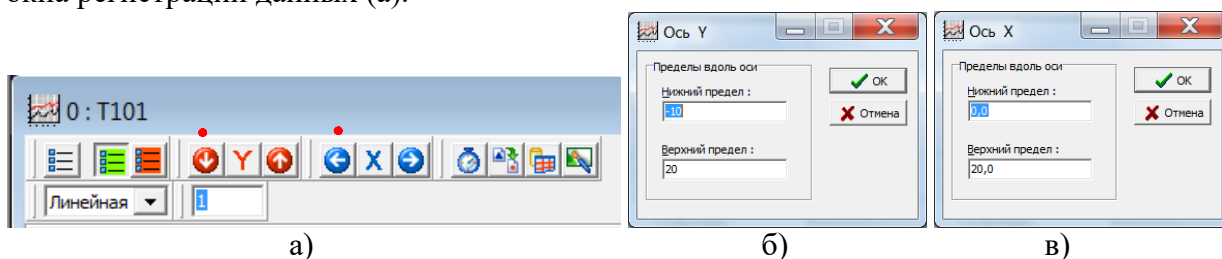 окна регистрации данных (а).
0 : T101
Y
X
Линейная
1
а)
Ось Y
Пределы вдоль оси
Нижний предел :
-10
Верхний предел :
20
OK
Отмена
б)
Ось X
Пределы вдоль оси
Нижний предел :
0,0
Верхний предел :
20,0
OK
Отмена
в)